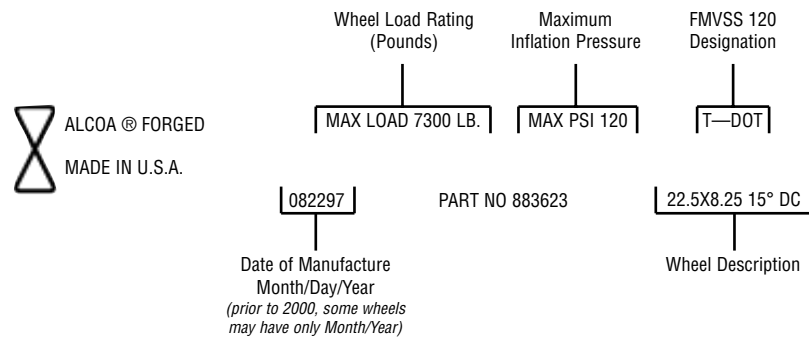 Wheel Load Rating
(Pounds)
Maximum
Inflation Pressure
FMVSS 120
Designation
ALCOA ® FORGED
MAX LOAD 7300 LB.
MAX PSI 120
T—DOT
MADE IN U.S.A.
082297
PART NO 883623
22.5X8.25 15° DC
Date of Manufacture
Month/Day/Year
(prior to 2000, some wheels
may have only Month/Year)
Wheel Description